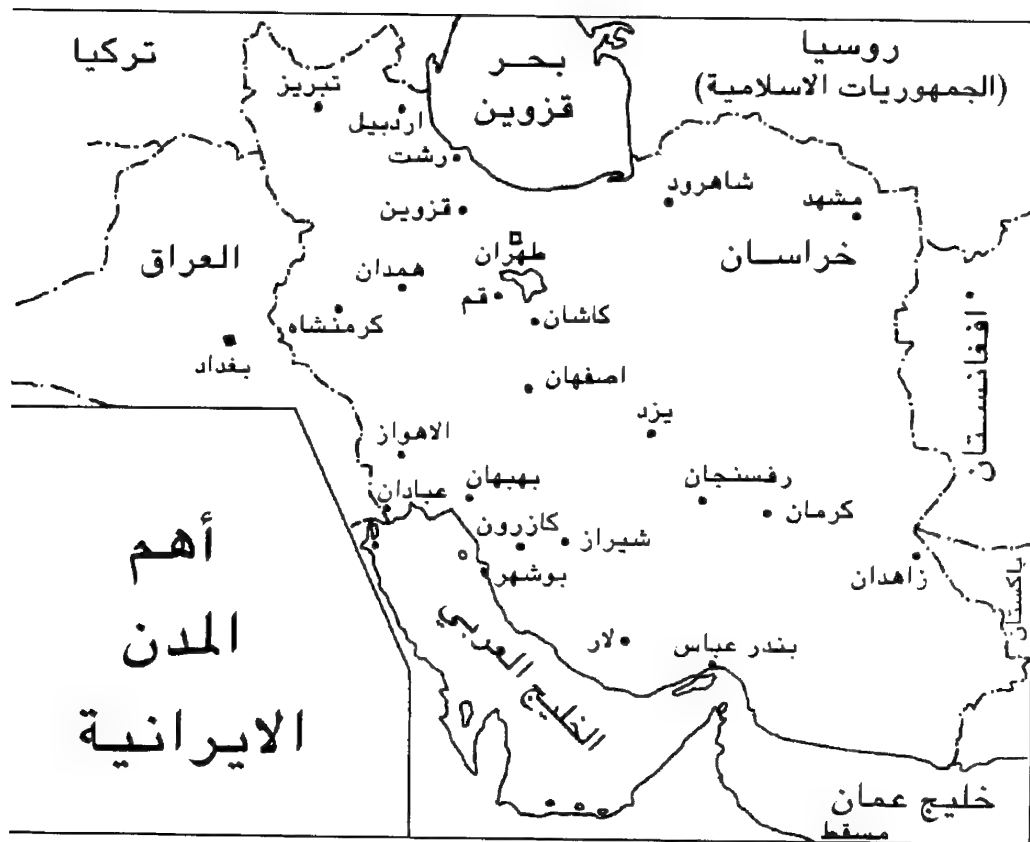 روسيا
(الجمهوريات الاسلامية)
بحر
قزوين
تركيا
تبريز
اردبيل
رشت
شاهرود
مشهد
قزوين
طهران
خراسان
العراق
همدان
قم
كاشان
كرمنشاه
بغداد
افغانستان
اصفهان
يزد
الاهواز
بهبهان
رفسنجان
عبادان
كازرون
كرمان
شيراز
بوشهر
زاهدان
باكستان
لار
بندر عباس
الخليج العربي
أهم
المدن
الايرانية
خليج عمان
مسقط